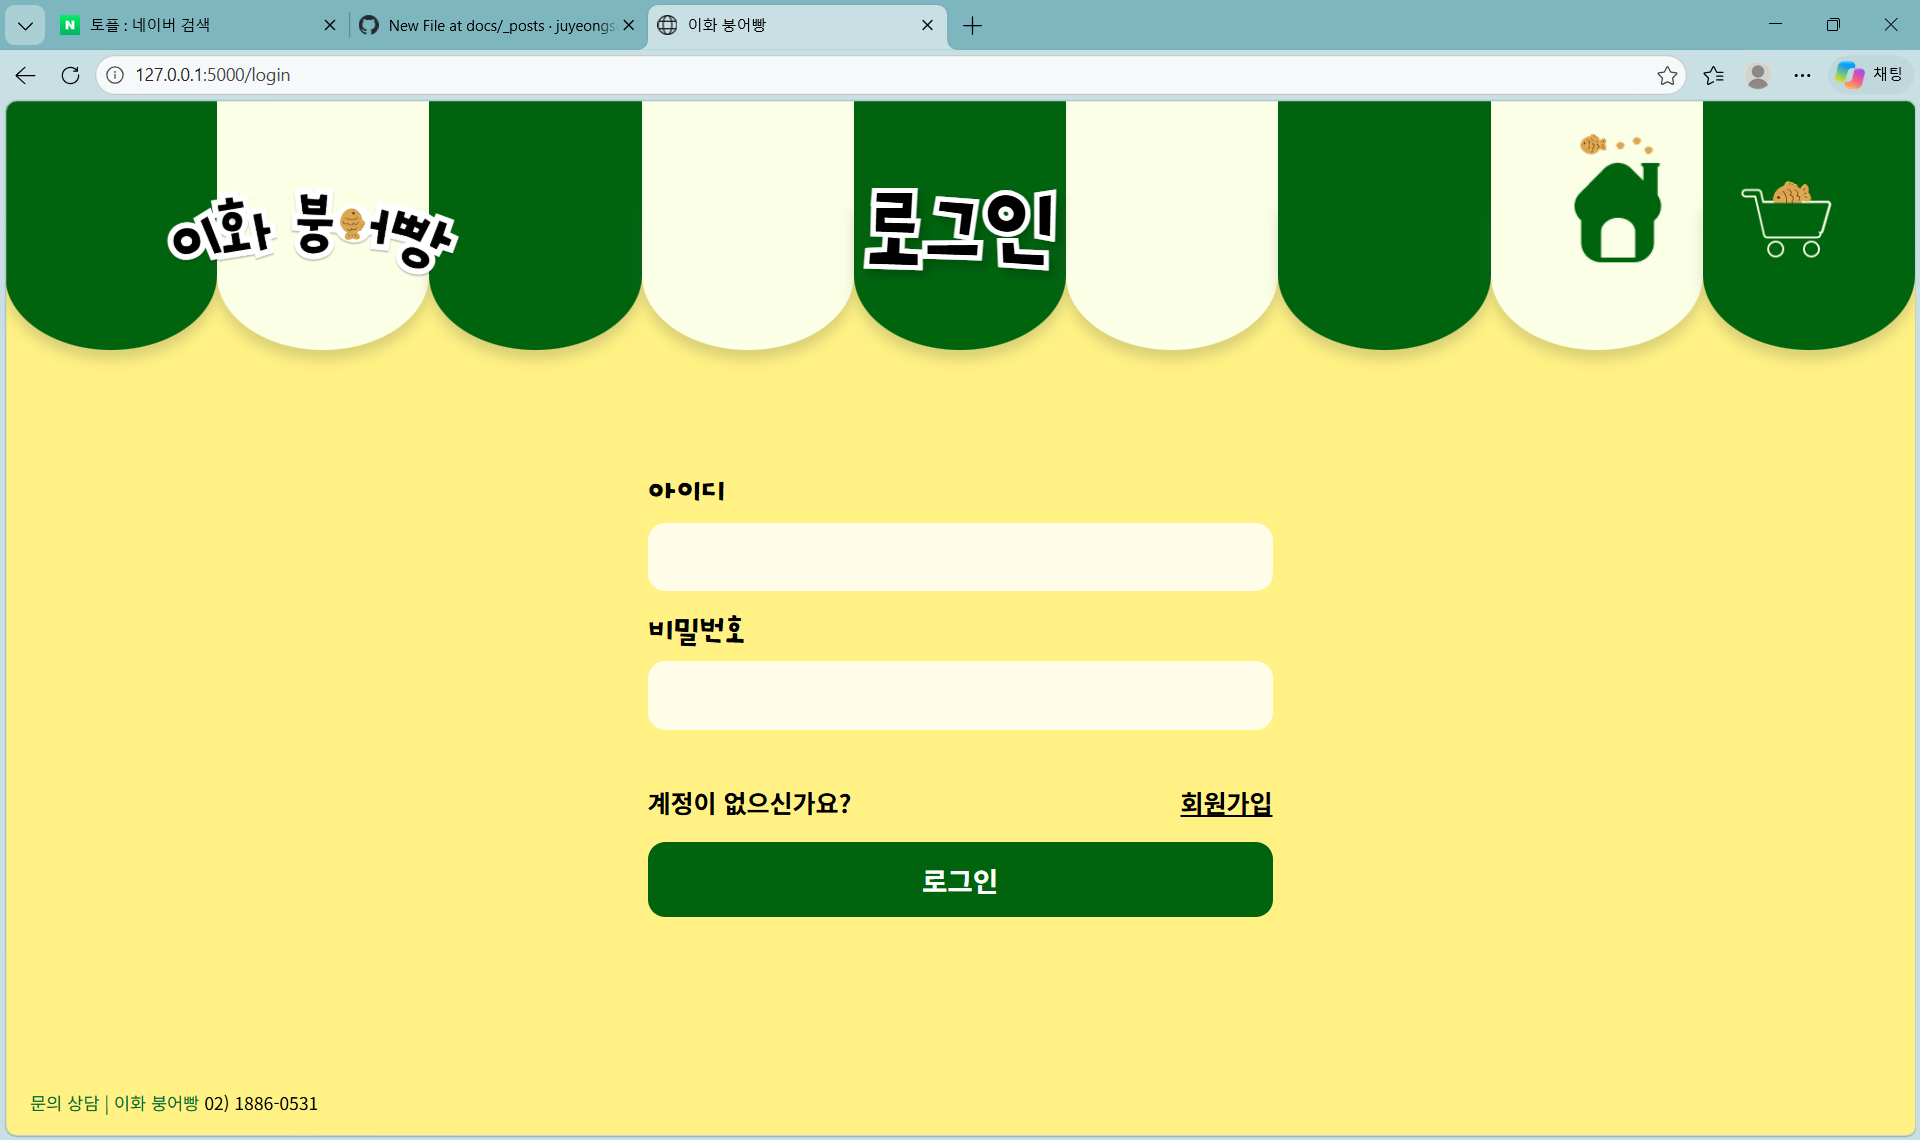 토플 : 네이버 검색
New File at docs/_posts · juyeongs
이화 붕어빵
127.0.0.1:5000/login
채팅
이화 붕어빵
로그인
아이디
비밀번호
계정이 없으신가요? 회원가입
로그인
문의 상담 | 이화 붕어빵 02) 1886-0531